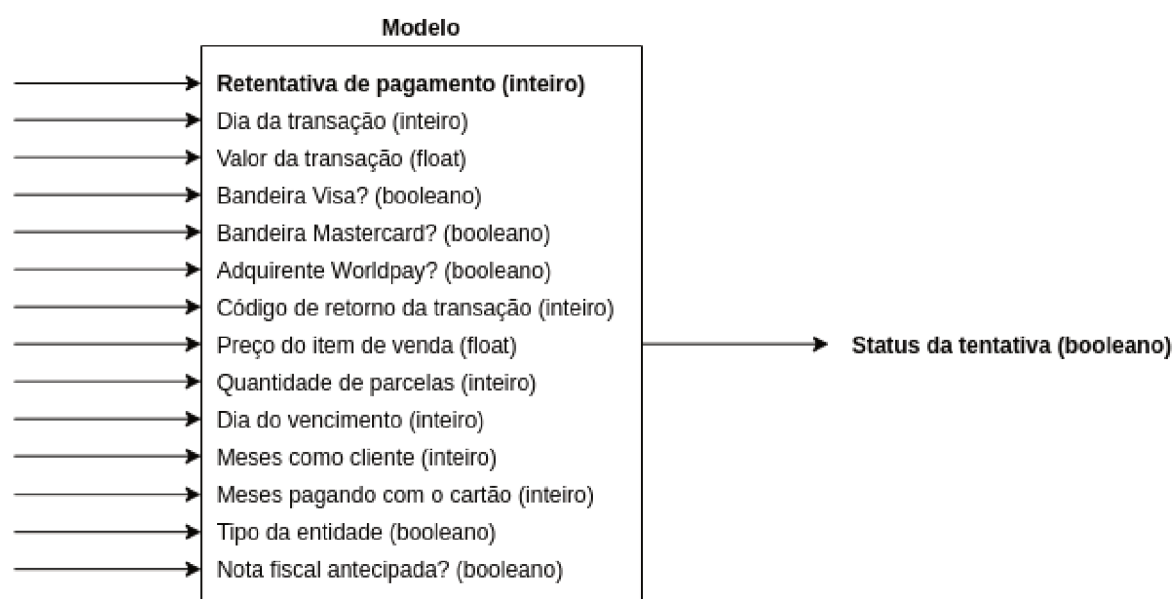 Modelo
Retentativa de pagamento (inteiro)
Dia da transação (inteiro)
Valor da transação (float)
Bandeira Visa? (booleano)
Bandeira Mastercard? (booleano)
Adquirente Worldpay? (booleano)
Código de retorno da transação (inteiro)
Preço do item de venda (float)
Status da tentativa (booleano)
Quantidade de parcelas (inteiro)
Dia do vencimento (inteiro)
Meses como cliente (inteiro)
Meses pagando com o cartão (inteiro)
Tipo da entidade (booleano)
Nota fiscal antecipada? (booleano)